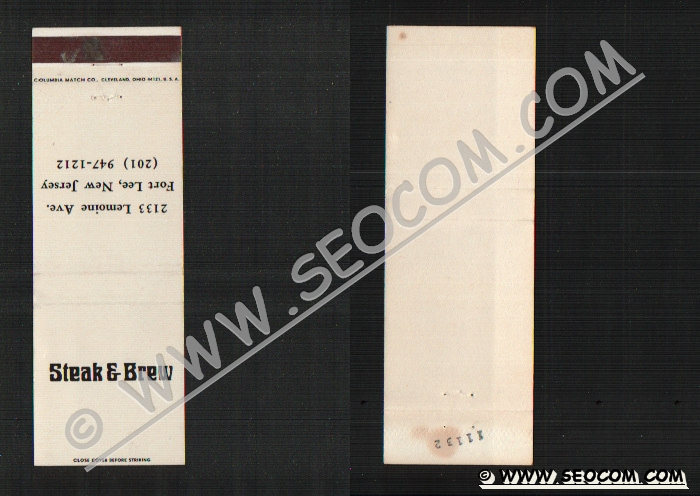 COLUMBIA MATCH CO., CLEVELAND, OHIO 44121, U. S. A.
2133 Lemoine Ave.
Fort Lee, New Jersey
(201) 947-1212
Steak & Brew
CLOSE COVER BEFORE STRIKING
11132
© WWW.SEOCOM.COM
© WWW.SEOCOM.COM